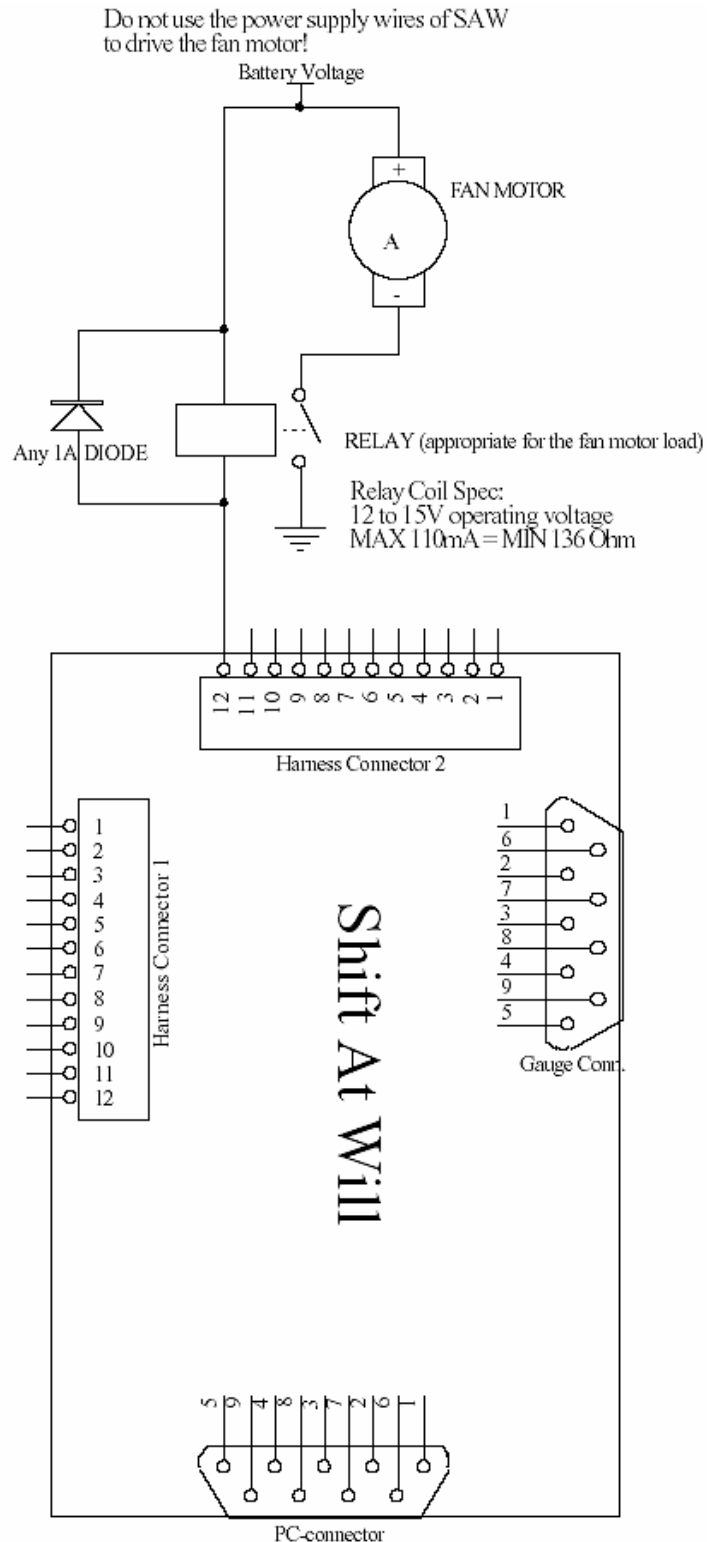 Do not use the power supply wires of SAW
to drive the fan motor!
Battery Voltage
+
FAN MOTOR
A
-
Any 1A DIODE
RELAY (appropriate for the fan motor load)
Relay Coil Spec:
12 to 15V operating voltage
MAX 110mA = MIN 136 Ohm
12 11 10 9 8 7 6 5 4 3 2 1
Harness Connector 2
1
2
3
4
5
6
7
8
9
10
11
12
Harness Connector 1
Shift At Will
1
6
2
7
3
8
4
9
5
Gauge Conn.
5 9 4 8 3 7 2 6 1
PC-connector